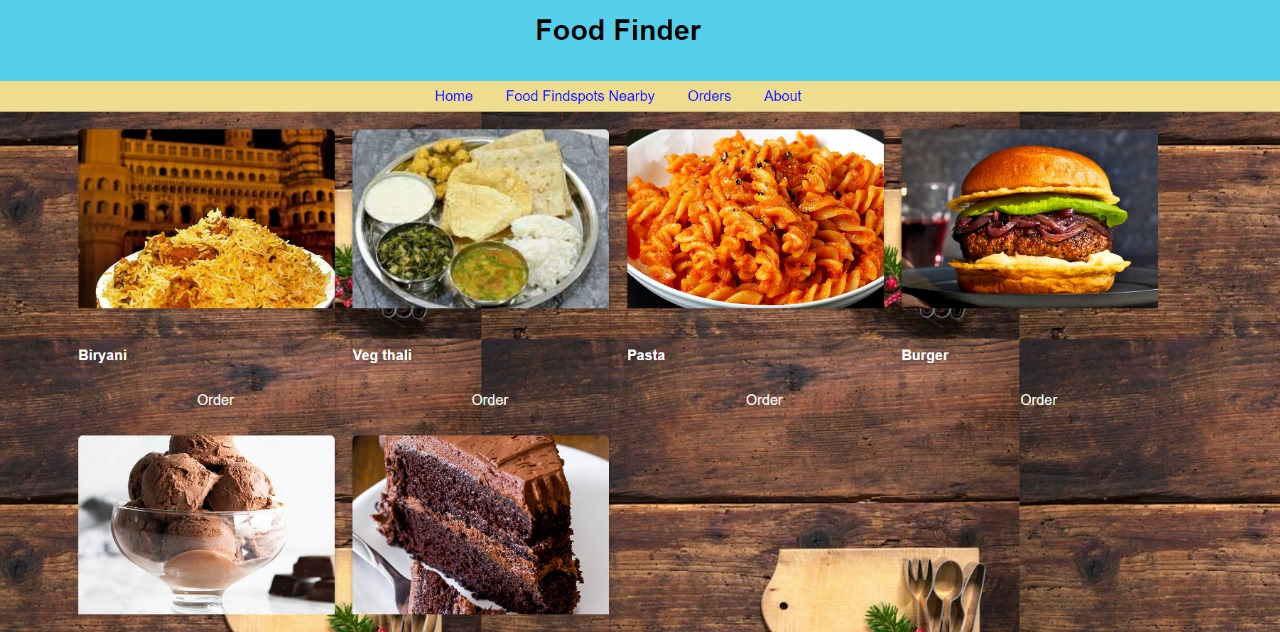 Food Finder
Home Food Findspots Nearby Orders About
Biryani Veg thali Pasta Burger
Order Order Order Order